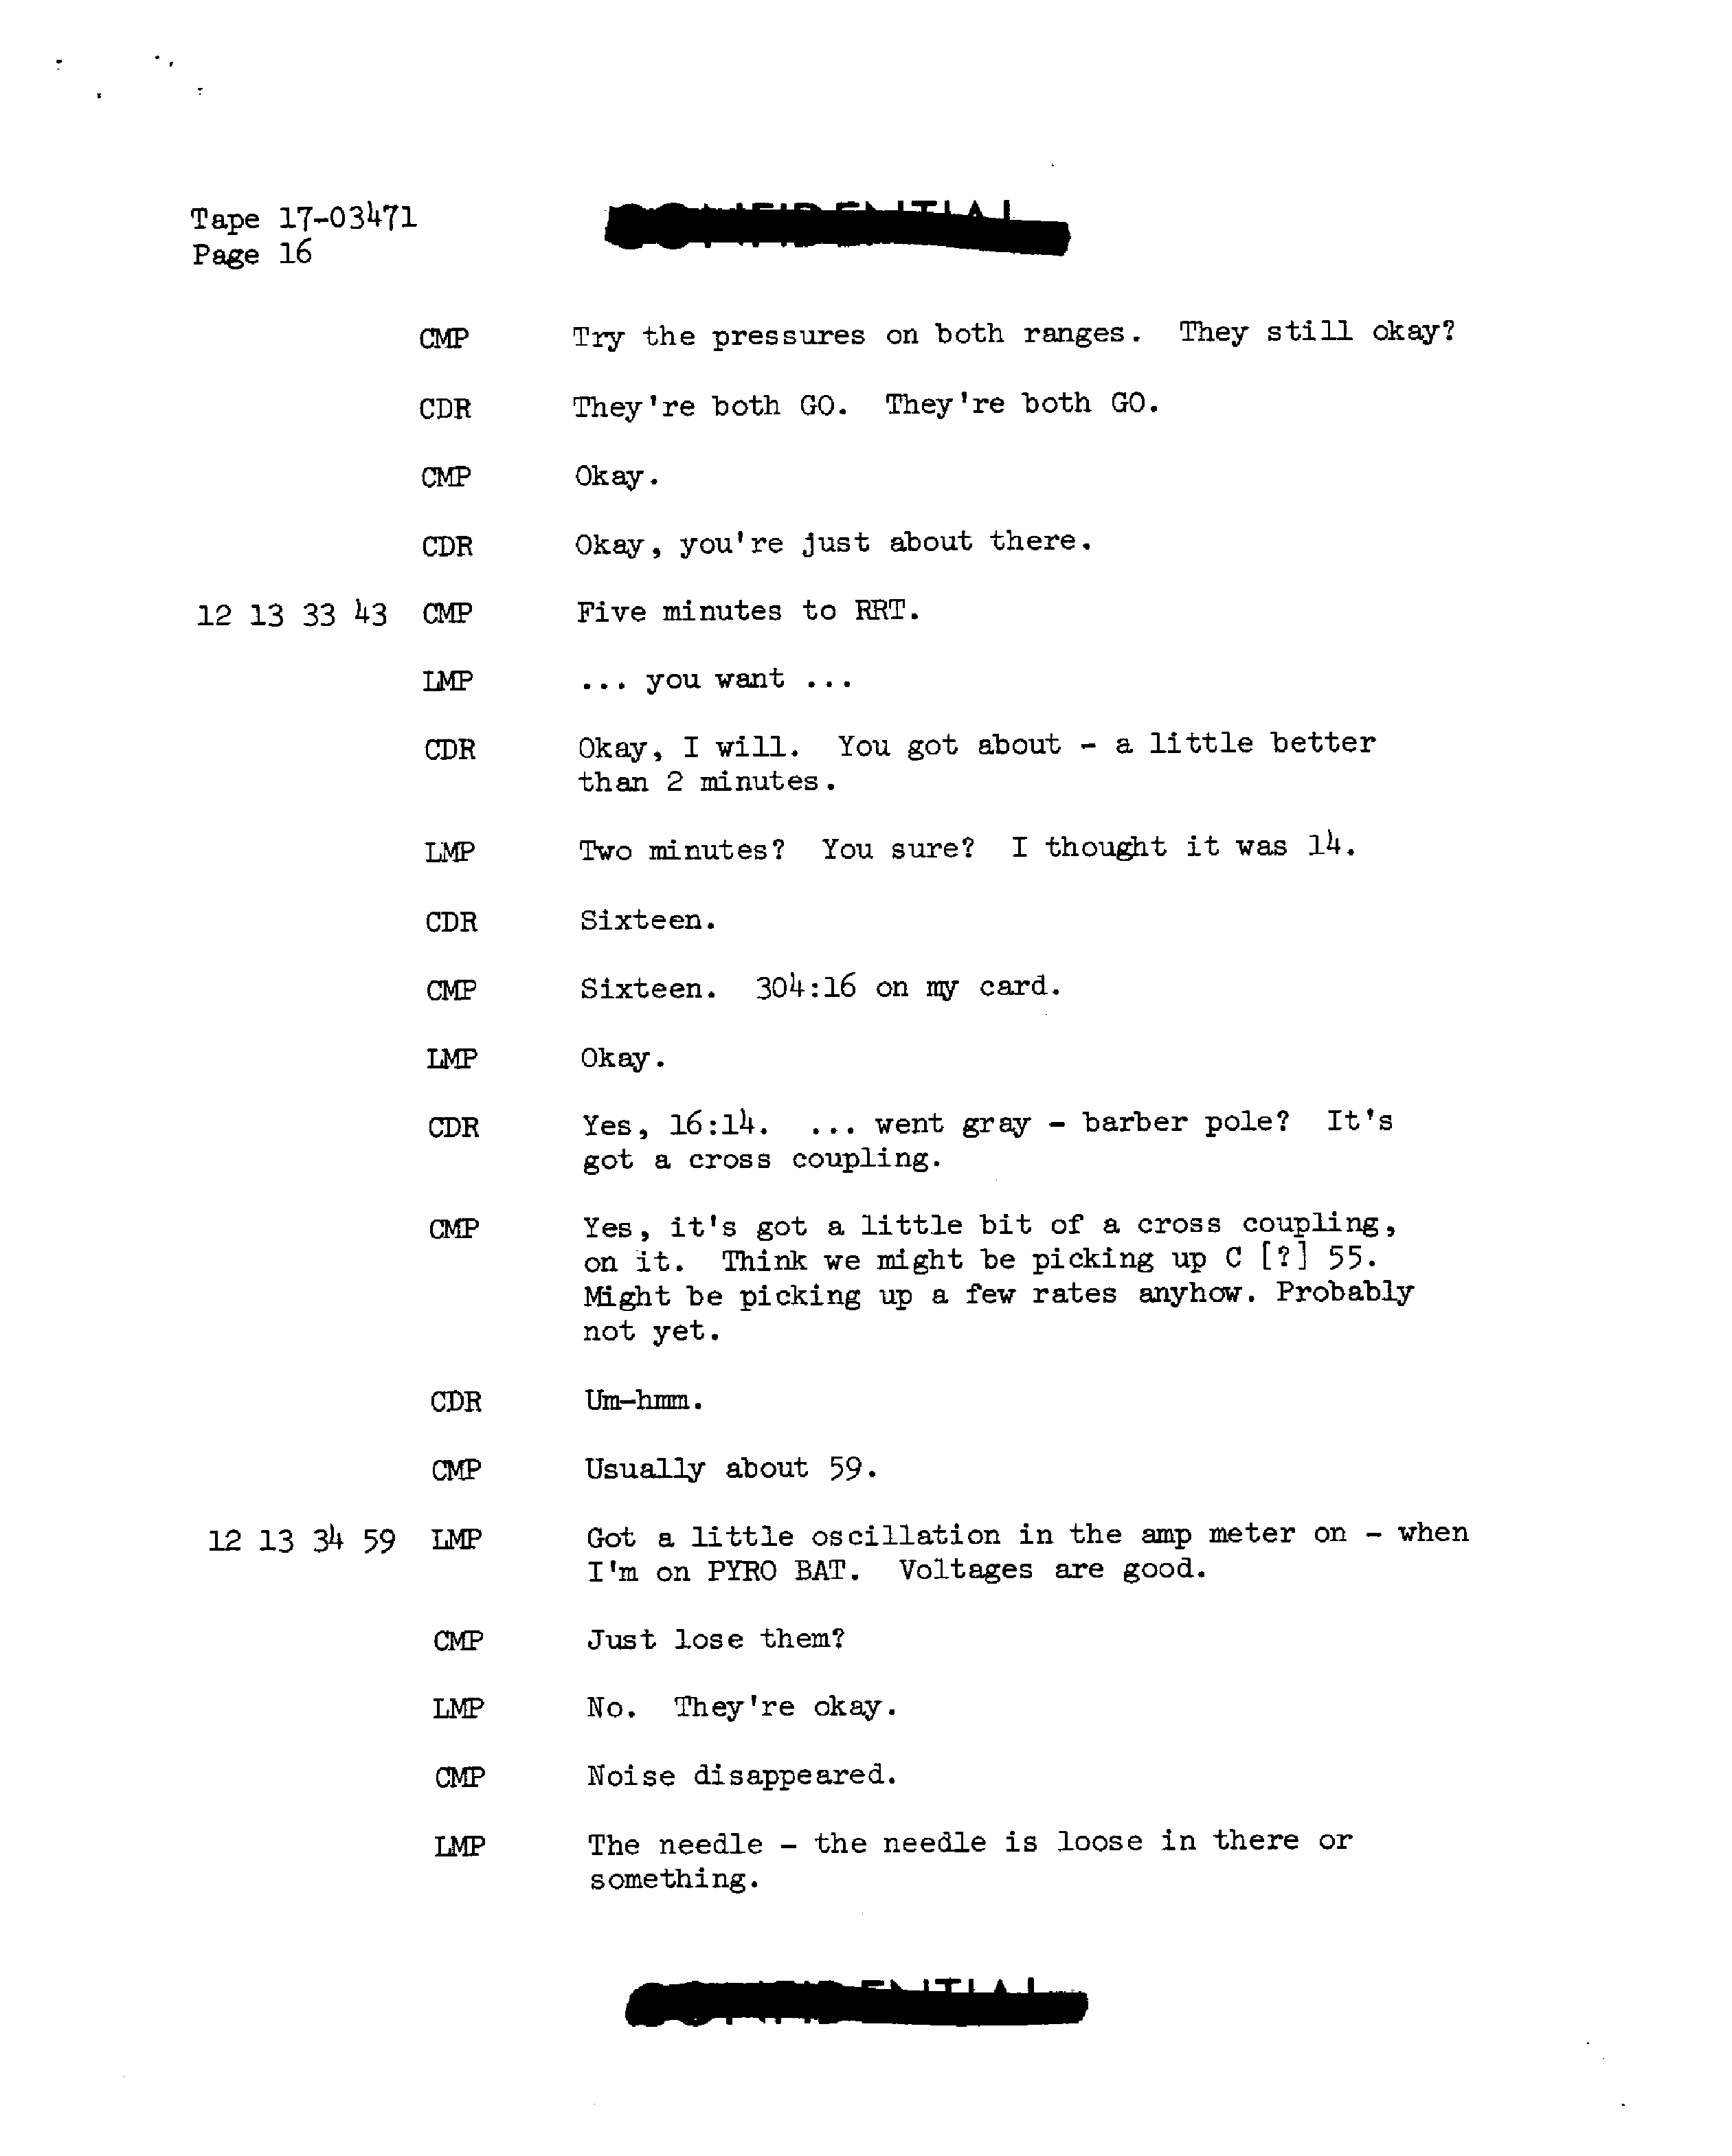 Tape 17-03471
Page 16
CONFIDENTIAL
CMP Try the pressures on both ranges. They still okay?
CDR They're both GO. They're both GO.
CMP Okay.
CDR Okay, you're just about there.
12 13 33 43 CMP Five minutes to RRT.
LMP ... you want ...
CDR Okay, I will. You got about - a little better
than 2 minutes.
LMP Two minutes? You sure? I thought it was 14.
CDR Sixteen.
CMP Sixteen. 304:16 on my card.
LMP Okay.
CDR Yes, 16:14. ... went gray - barber pole? It's
got a cross coupling.
CMP Yes, it's got a little bit of a cross coupling,
on it. Think we might be picking up C [?] 55.
Might be picking up a few rates anyhow. Probably
not yet.
CDR Um-hmm.
CMP Usually about 59.
12 13 34 59 LMP Got a little oscillation in the amp meter on - when
I'm on PYRO BAT. Voltages are good.
CMP Just lose them?
LMP No. They're okay.
CMP Noise disappeared.
LMP The needle - the needle is loose in there or
something.
CONFIDENTIAL